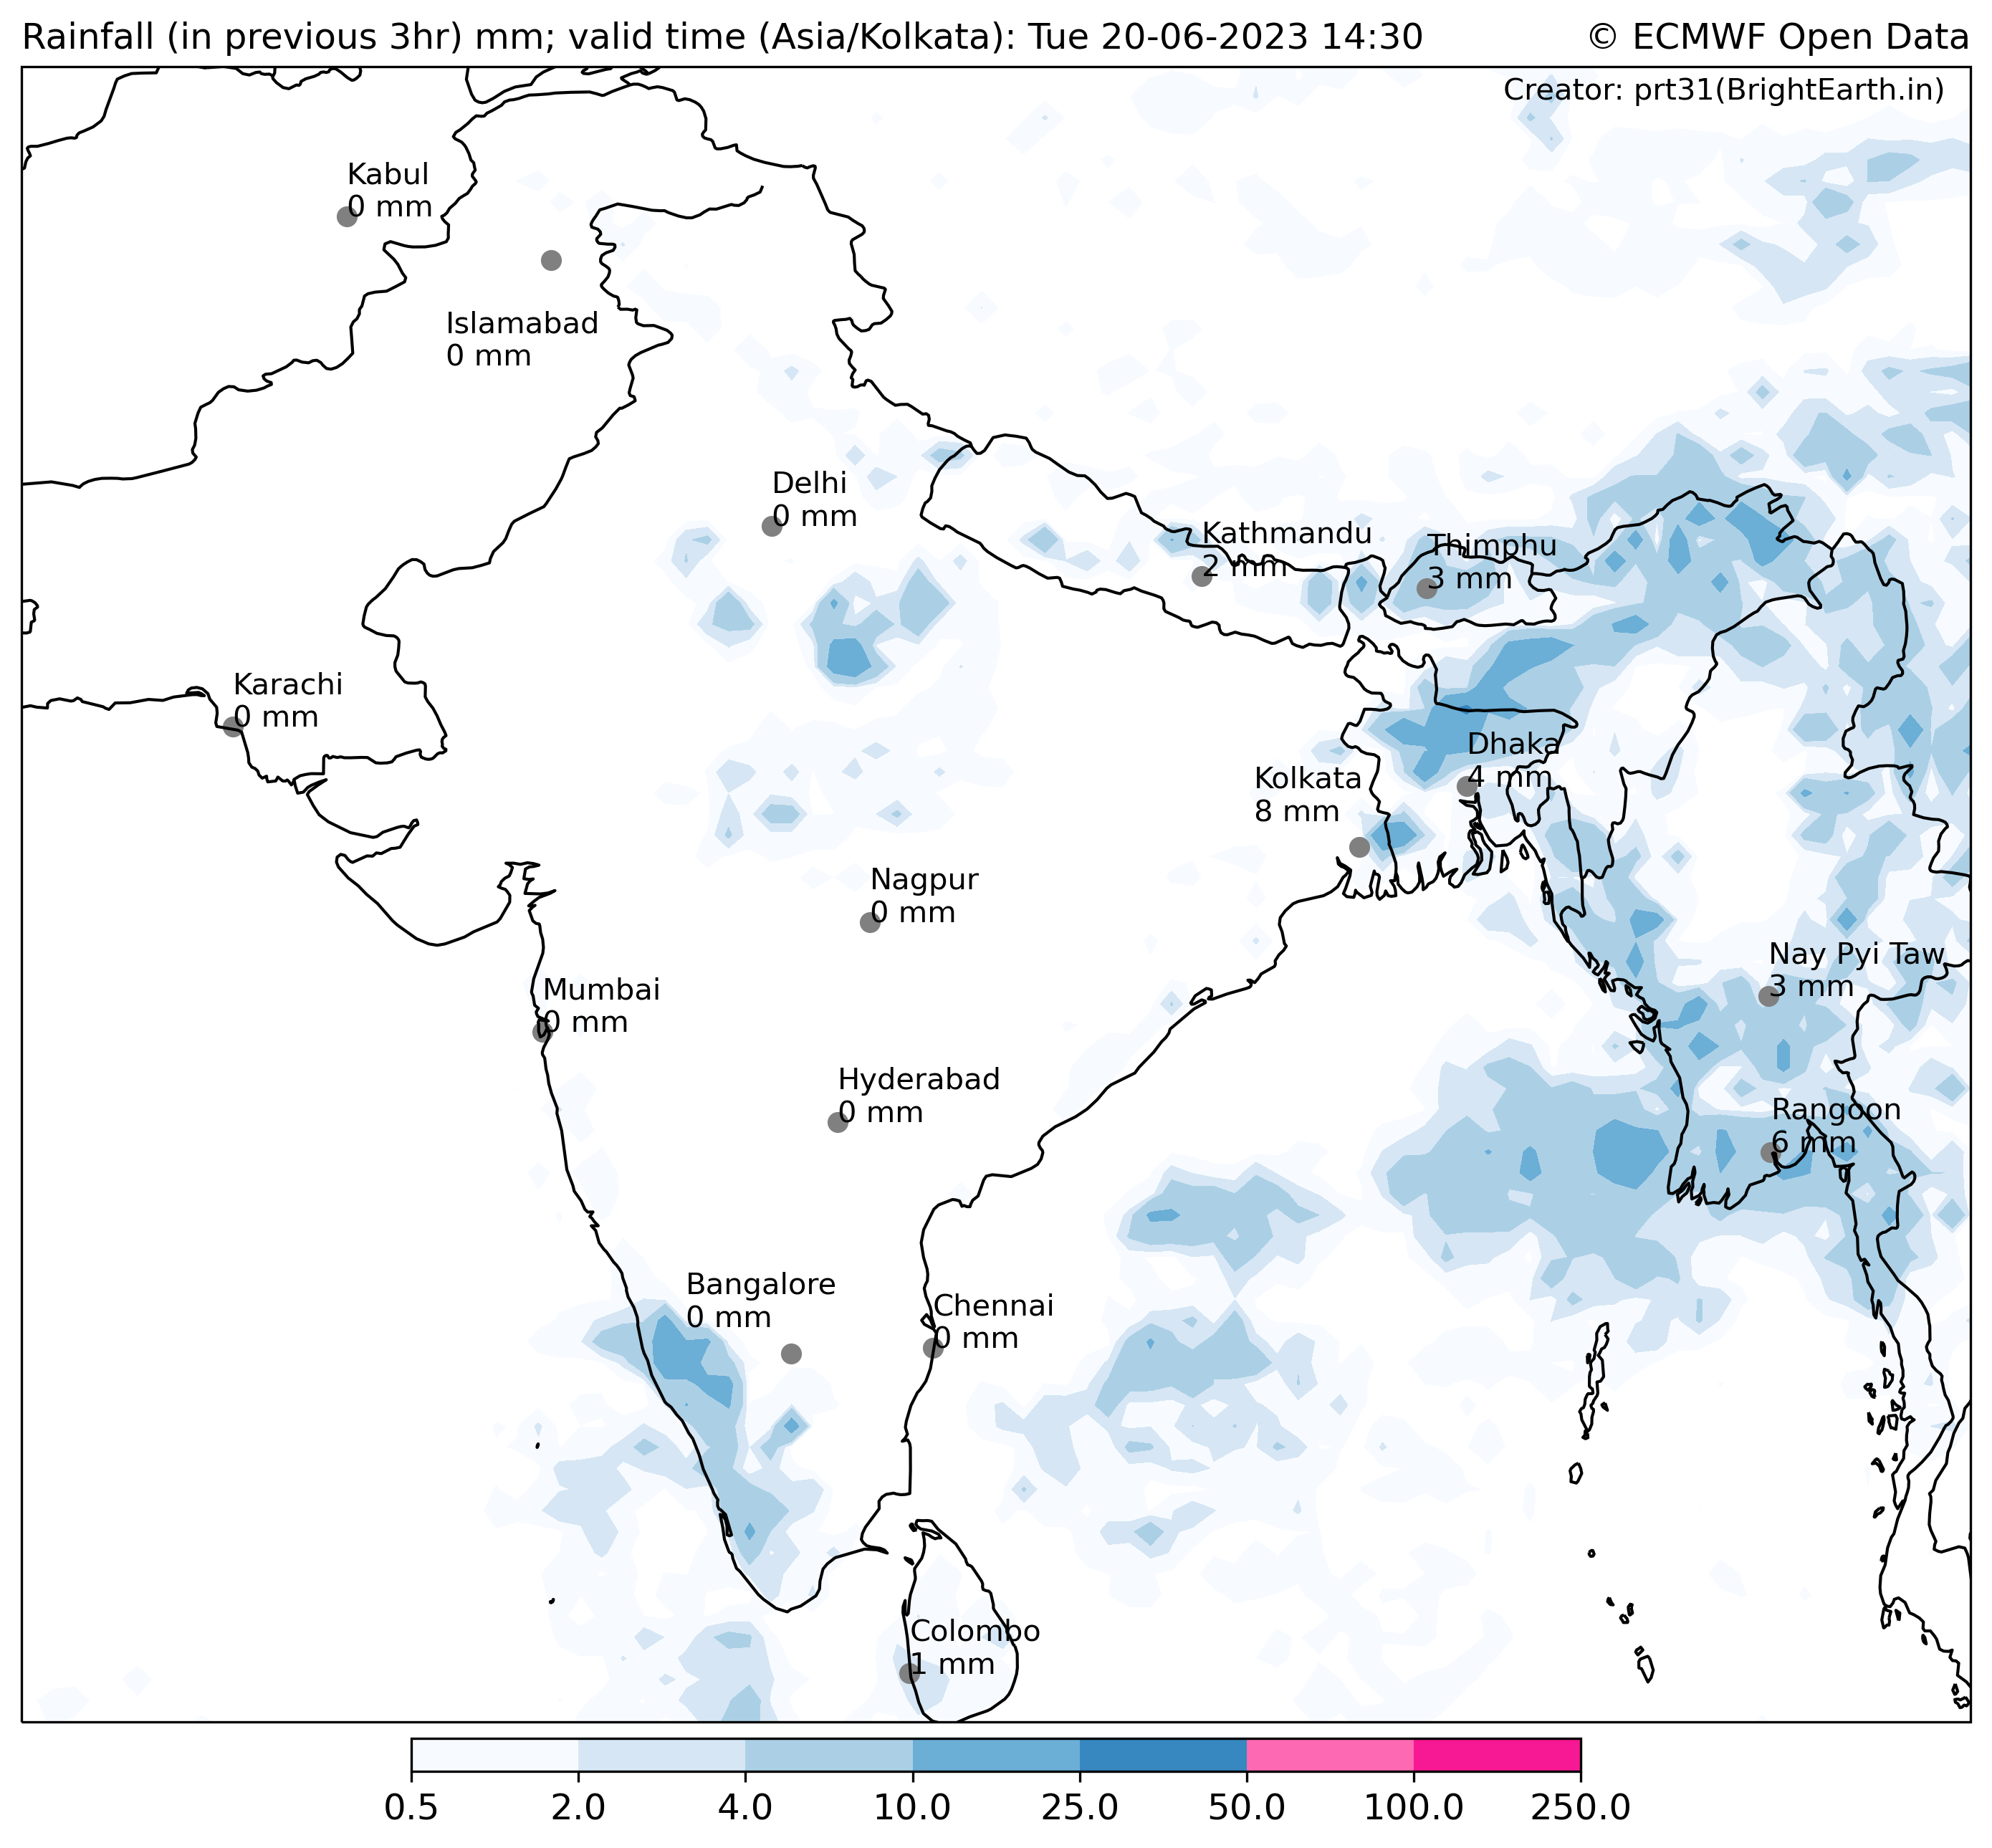 Rainfall (in previous 3hr) mm; valid time (Asia/Kolkata): Tue 20-06-2023 14:30
© ECMWF Open Data
Creator: prt31(BrightEarth.in)
Kabul
0 mm
Islamabad
0 mm
Delhi
0 mm
Kathmandu
2 mm
Thimphu
3 mm
Karachi
0 mm
Dhaka
4 mm
Kolkata
8 mm
Nagpur
0 mm
Nay Pyi Taw
3 mm
Mumbai
0 mm
Hyderabad
0 mm
Rangoon
6 mm
Bangalore
0 mm
Chennai
0 mm
Colombo
1 mm
0.5 2.0 4.0 10.0 25.0 50.0 100.0 250.0